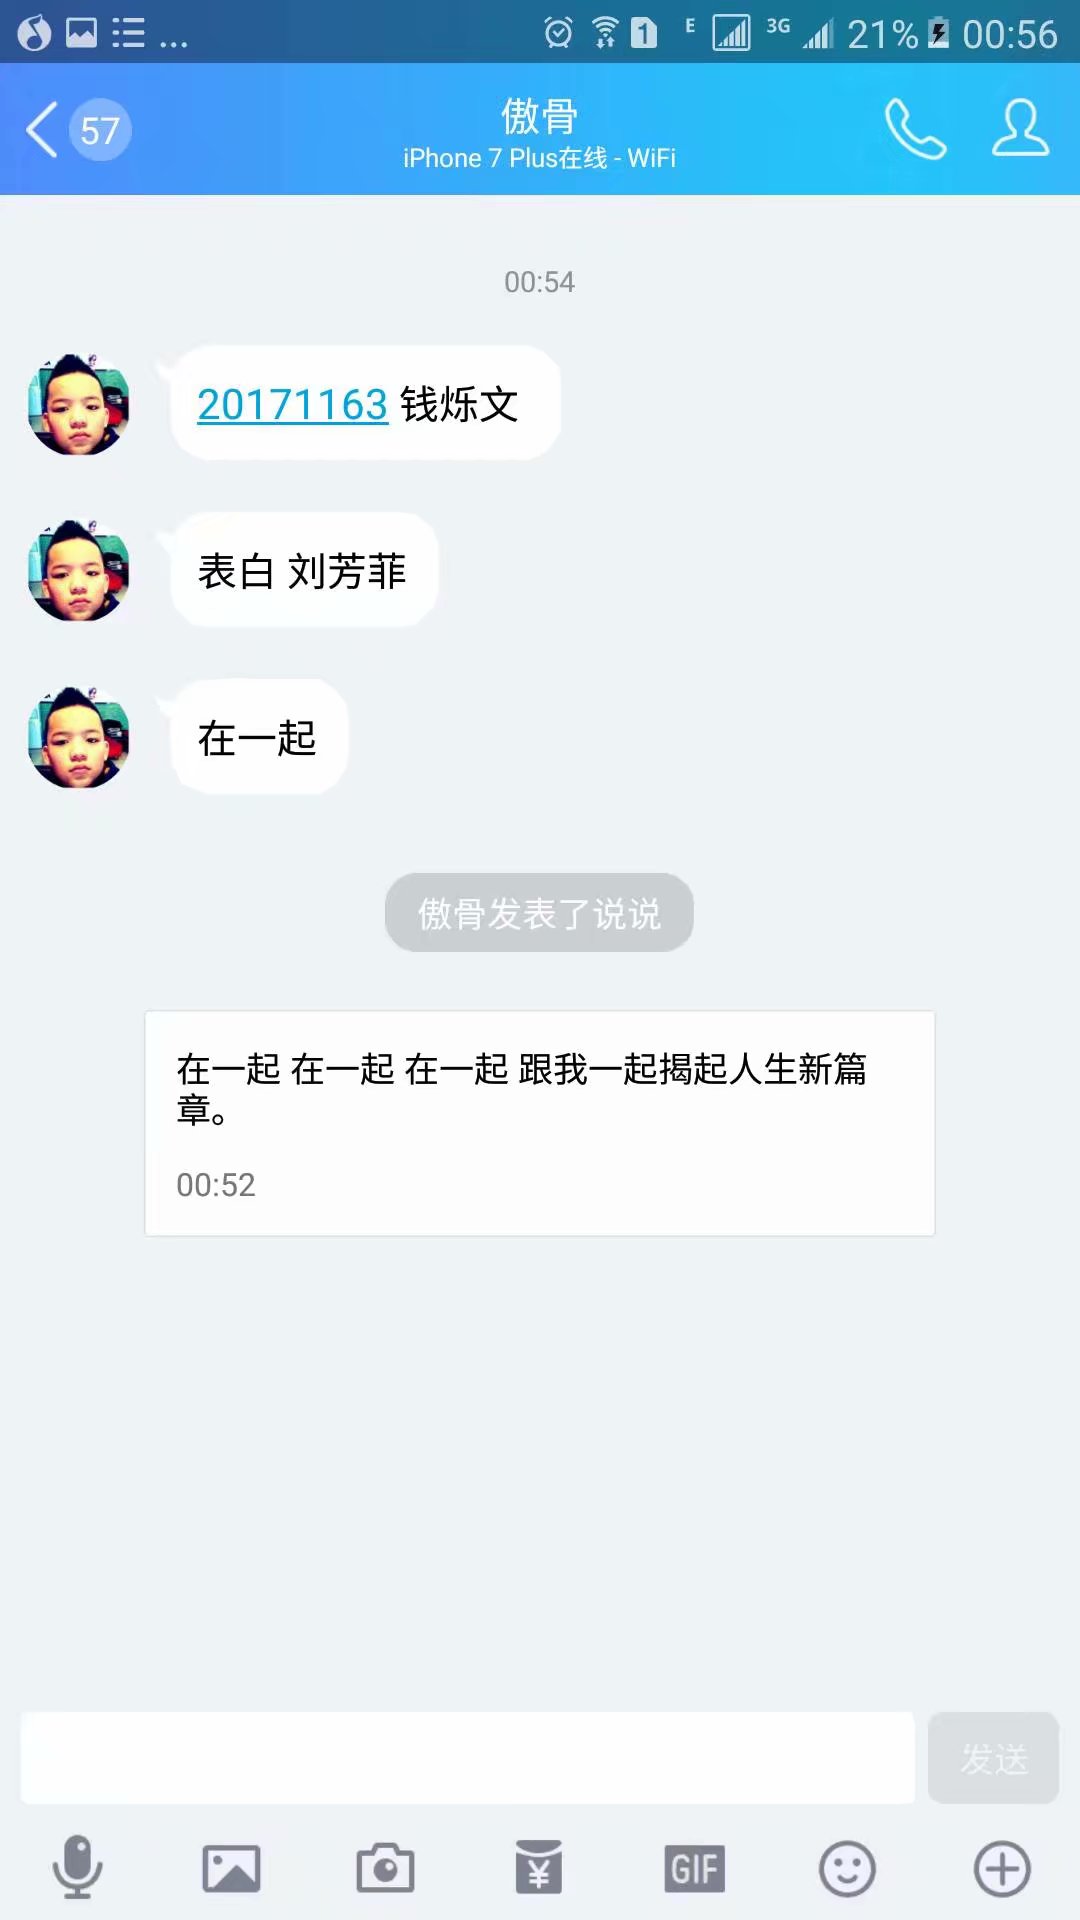 ... 1 E 3G 21% 00:56
57
傲骨
iPhone 7 Plus在线 - WiFi
00:54
20171163 钱烁文
表白 刘芳菲
在一起
傲骨发表了说说
在一起 在一起 在一起 跟我一起揭起人生新篇
章。
00:52
发送
¥
GIF